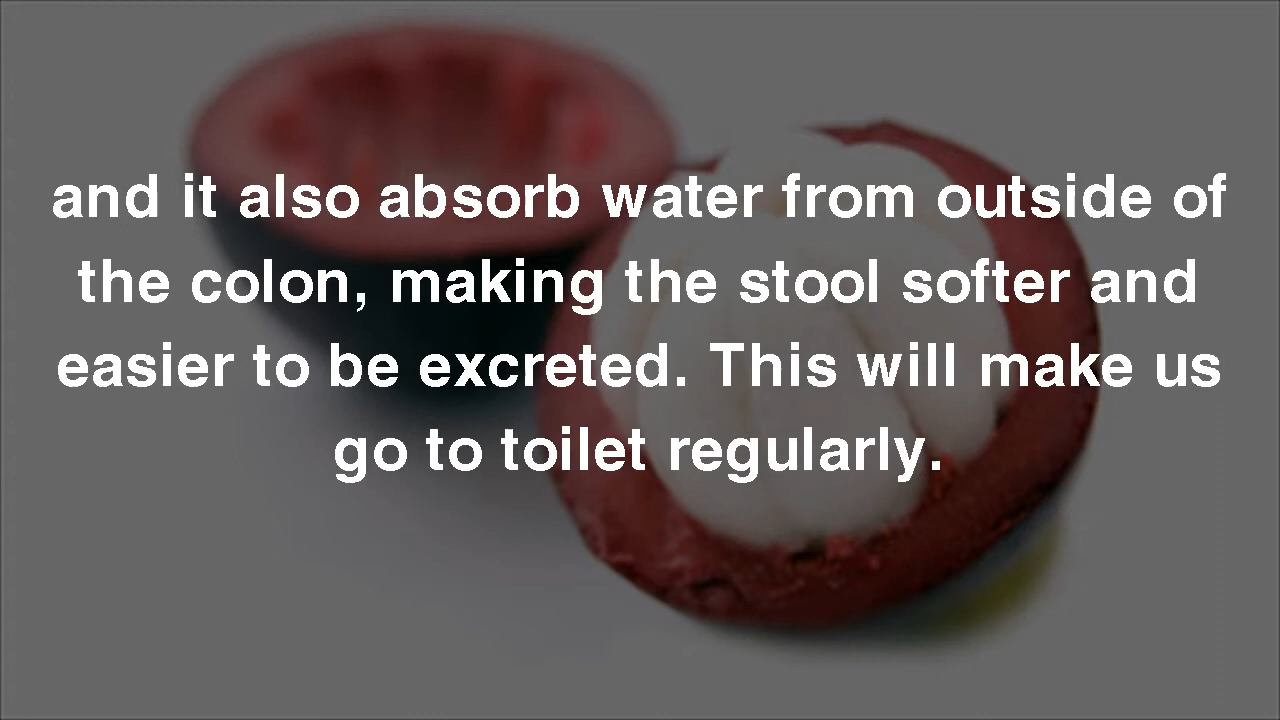 and it also absorb water from outside of
the colon, making the stool softer and
easier to be excreted. This will make us
go to toilet regularly.